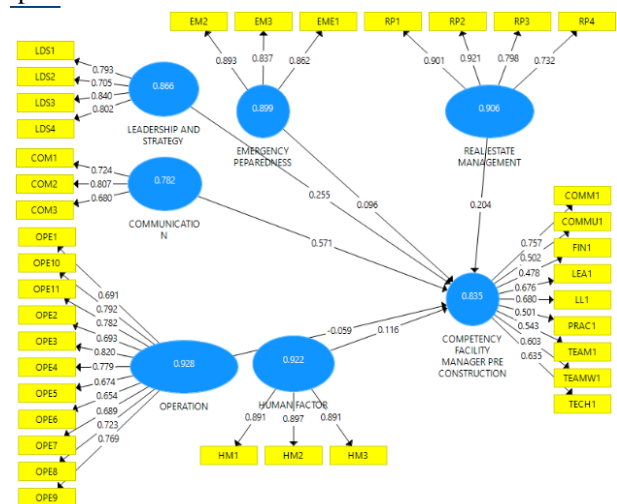 EM2
EM3
EME1
RP1
RP2
RP3
RP4
0.893
0.837
0.862
0.901
0.921
0.798
0.732
LDS1
LDS2
LDS3
LDS4
0.793
0.705
0.840
0.802
0.866
LEADERSHIP AND
STRATEGY
0.899
EMERGENCY
PEPAREDNESS
0.906
REAL ESTATE
MANAGEMENT
COM1
COM2
COM3
0.724
0.807
0.680
0.782
COMMUNICATIO
N
0.255
0.096
0.204
0.571
-0.059
0.116
OPE1
OPE10
OPE11
OPE2
OPE3
OPE4
OPE5
OPE6
OPE7
OPE8
OPE9
0.691
0.792
0.782
0.693
0.820
0.779
0.674
0.654
0.689
0.723
0.769
0.928
OPERATION
0.922
HUMAN FACTOR
0.891
0.897
0.891
HM1
HM2
HM3
0.835
COMPETENCY
FACILITY
MANAGER PRE
CONSTRUCTION
0.757
0.502
0.478
0.676
0.680
0.501
0.543
0.603
0.635
COMM1
COMMU1
FIN1
LEA1
LL1
PRAC1
TEAM1
TEAMW1
TECH1